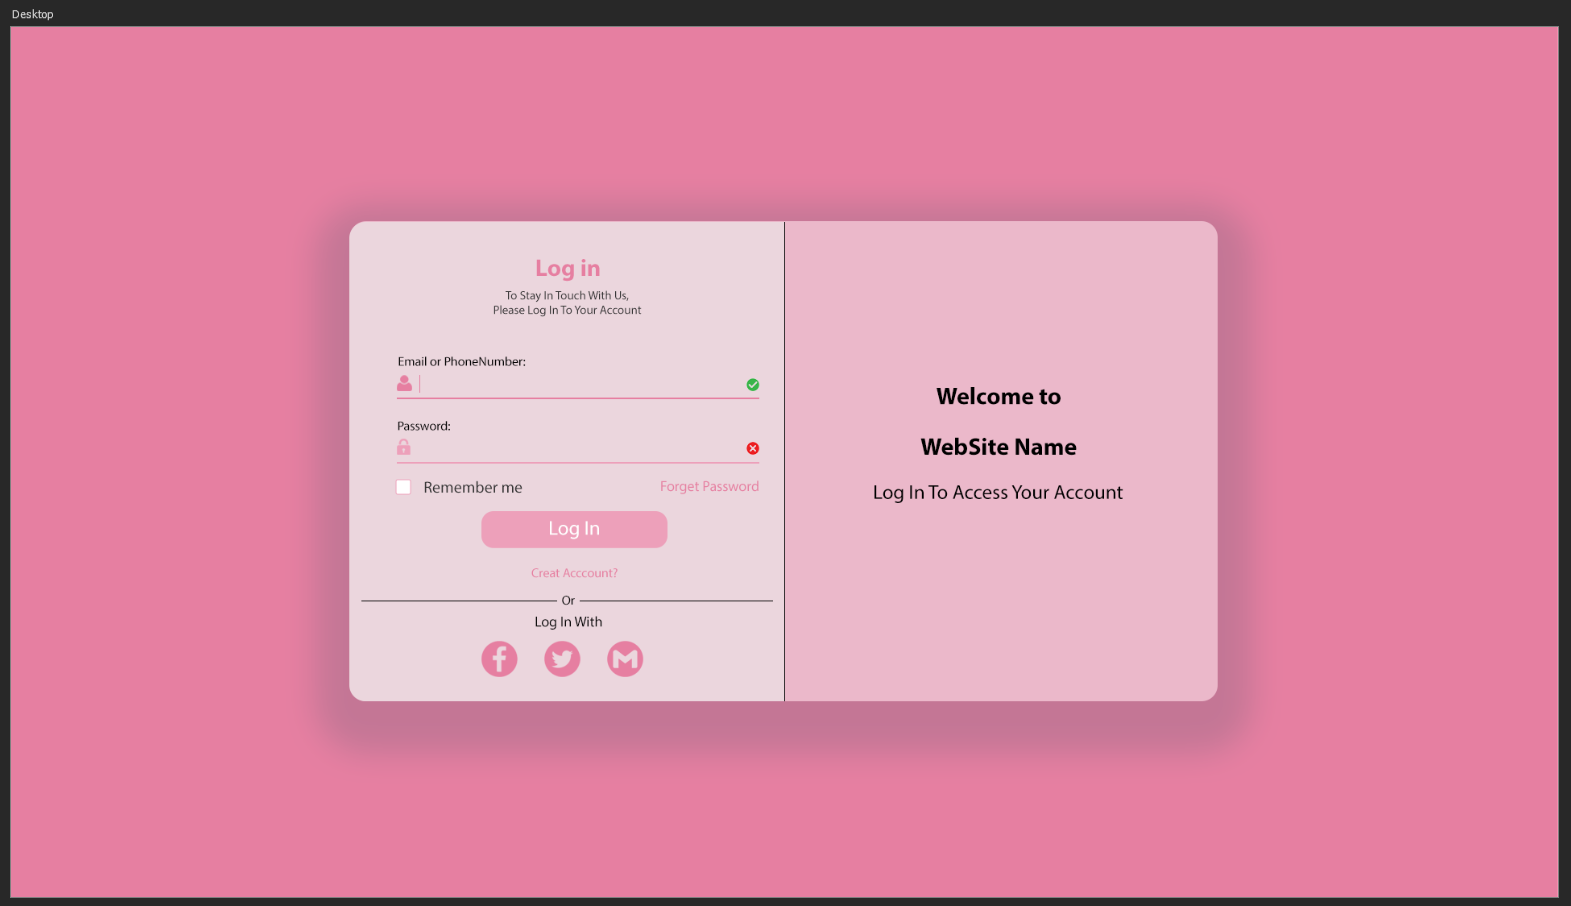 Desktop
Log in
To Stay In Touch With Us,
Please Log In To Your Account
Email or PhoneNumber:
Password:
Remember me
Forget Password
Log In
Creat Acccount?
Or
Log In With
Welcome to
WebSite Name
Log In To Access Your Account